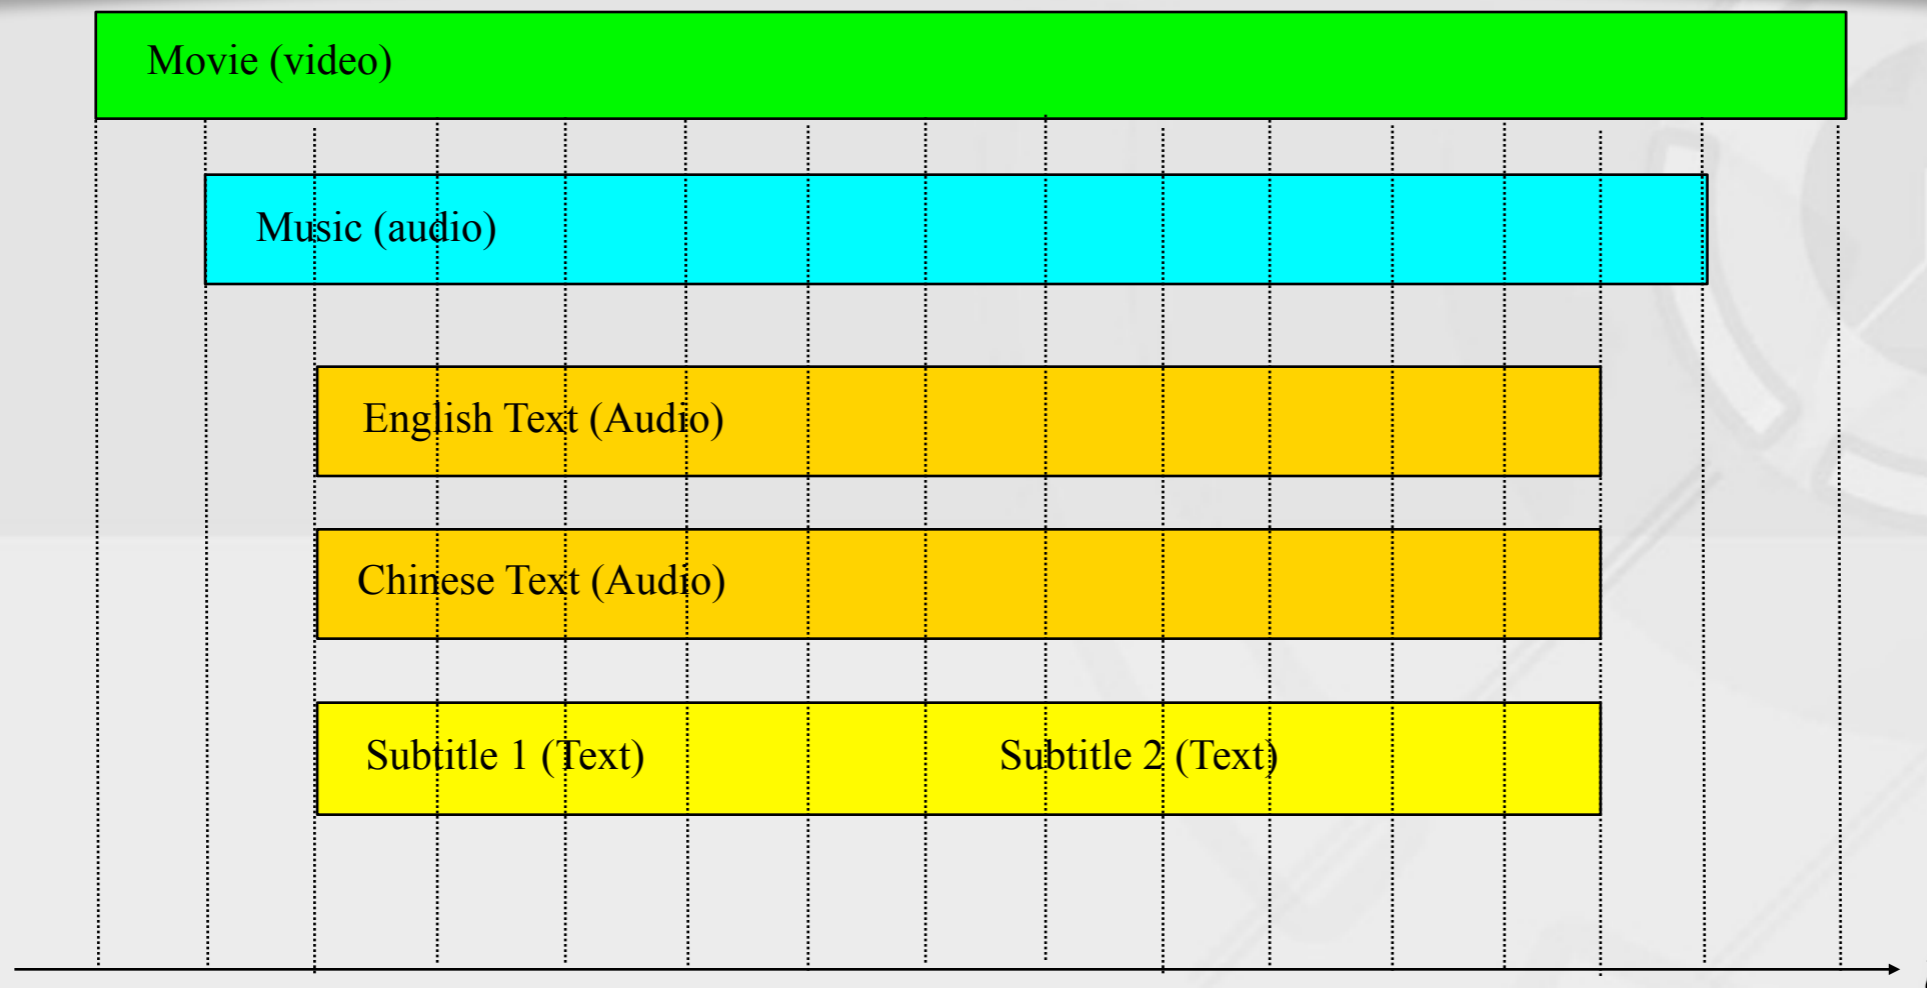 Movie (video)
Music (audio)
English Text (Audio)
Chinese Text (Audio)
Subtitle 1 (Text) Subtitle 2 (Text)